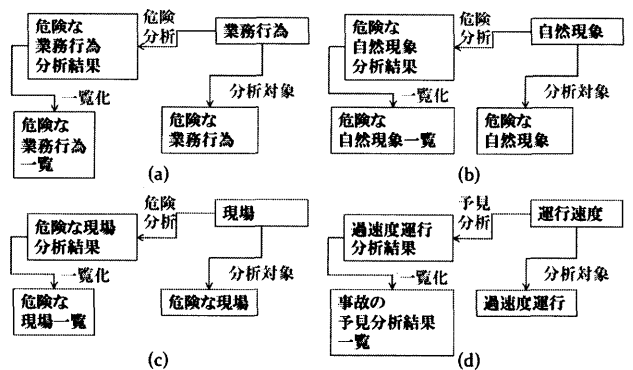 危険な
業務行為
分析結果
危険
分析
業務行為
一覧化
分析対象
危険な
業務行為
一覧
危険な
業務行為
(a)
危険な
自然現象
分析結果
危険
分析
自然現象
一覧化
分析対象
危険な
自然現象一覧
危険な
自然現象
(b)
危険な現場
分析結果
危険
分析
現場
一覧化
分析対象
危険な
現場一覧
危険な現場
(c)
過速度運行
分析結果
予見
分析
運行速度
一覧化
分析対象
事故の
予見分析結果
一覧
過速度運行
(d)